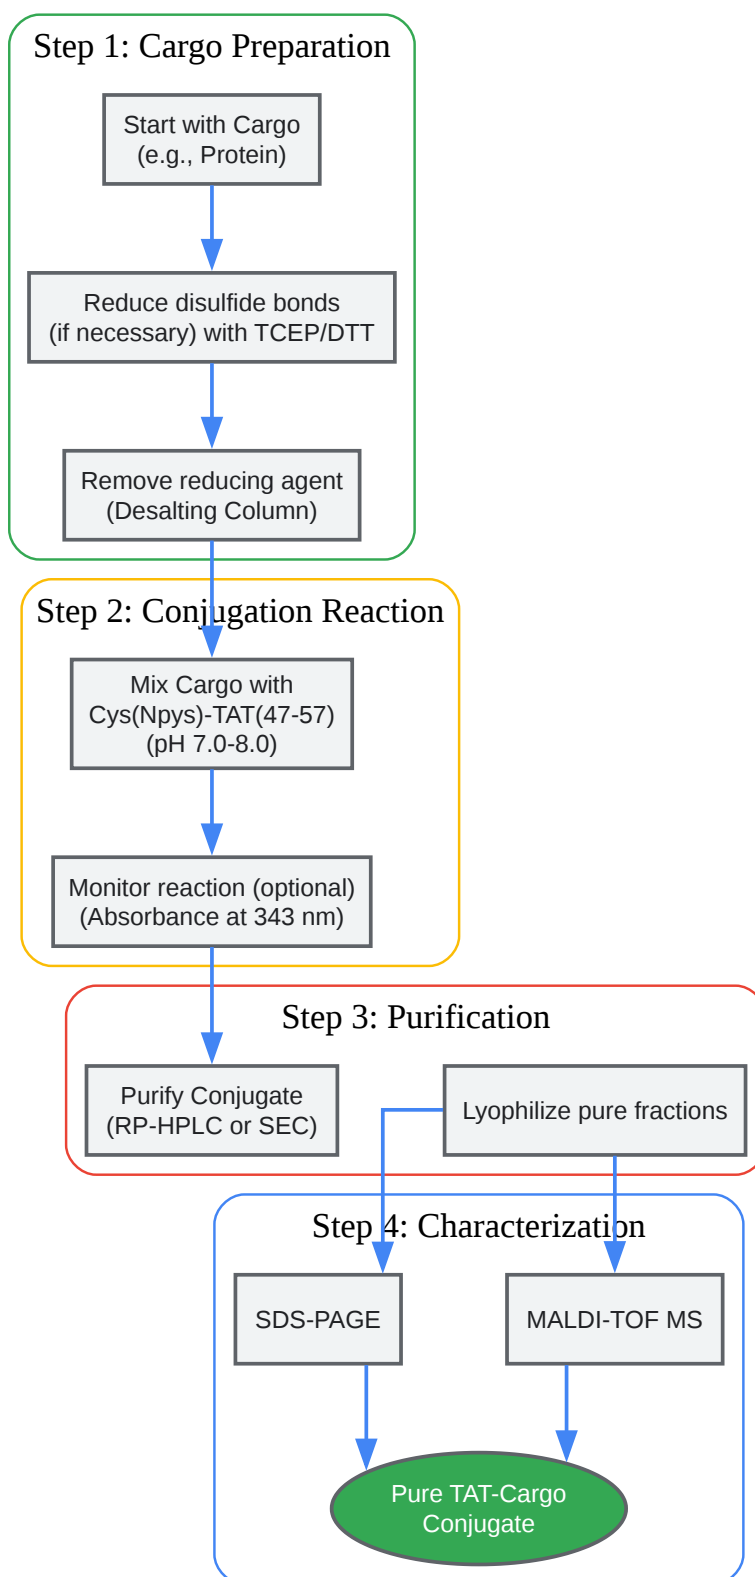 Step 1: Cargo Preparation
Start with Cargo
(e.g., Protein)
Reduce disulfide bonds
(if necessary) with TCEP/DTT
Remove reducing agent
(Desalting Column)
Step 2: Conjugation Reaction
Mix Cargo with
Cys(Npys)-TAT(47-57)
(pH 7.0-8.0)
Monitor reaction (optional)
(Absorbance at 343 nm)
Step 3: Purification
Purify Conjugate
(RP-HPLC or SEC)
Lyophilize pure fractions
Step 4: Characterization
SDS-PAGE
MALDI-TOF MS
Pure TAT-Cargo
Conjugate